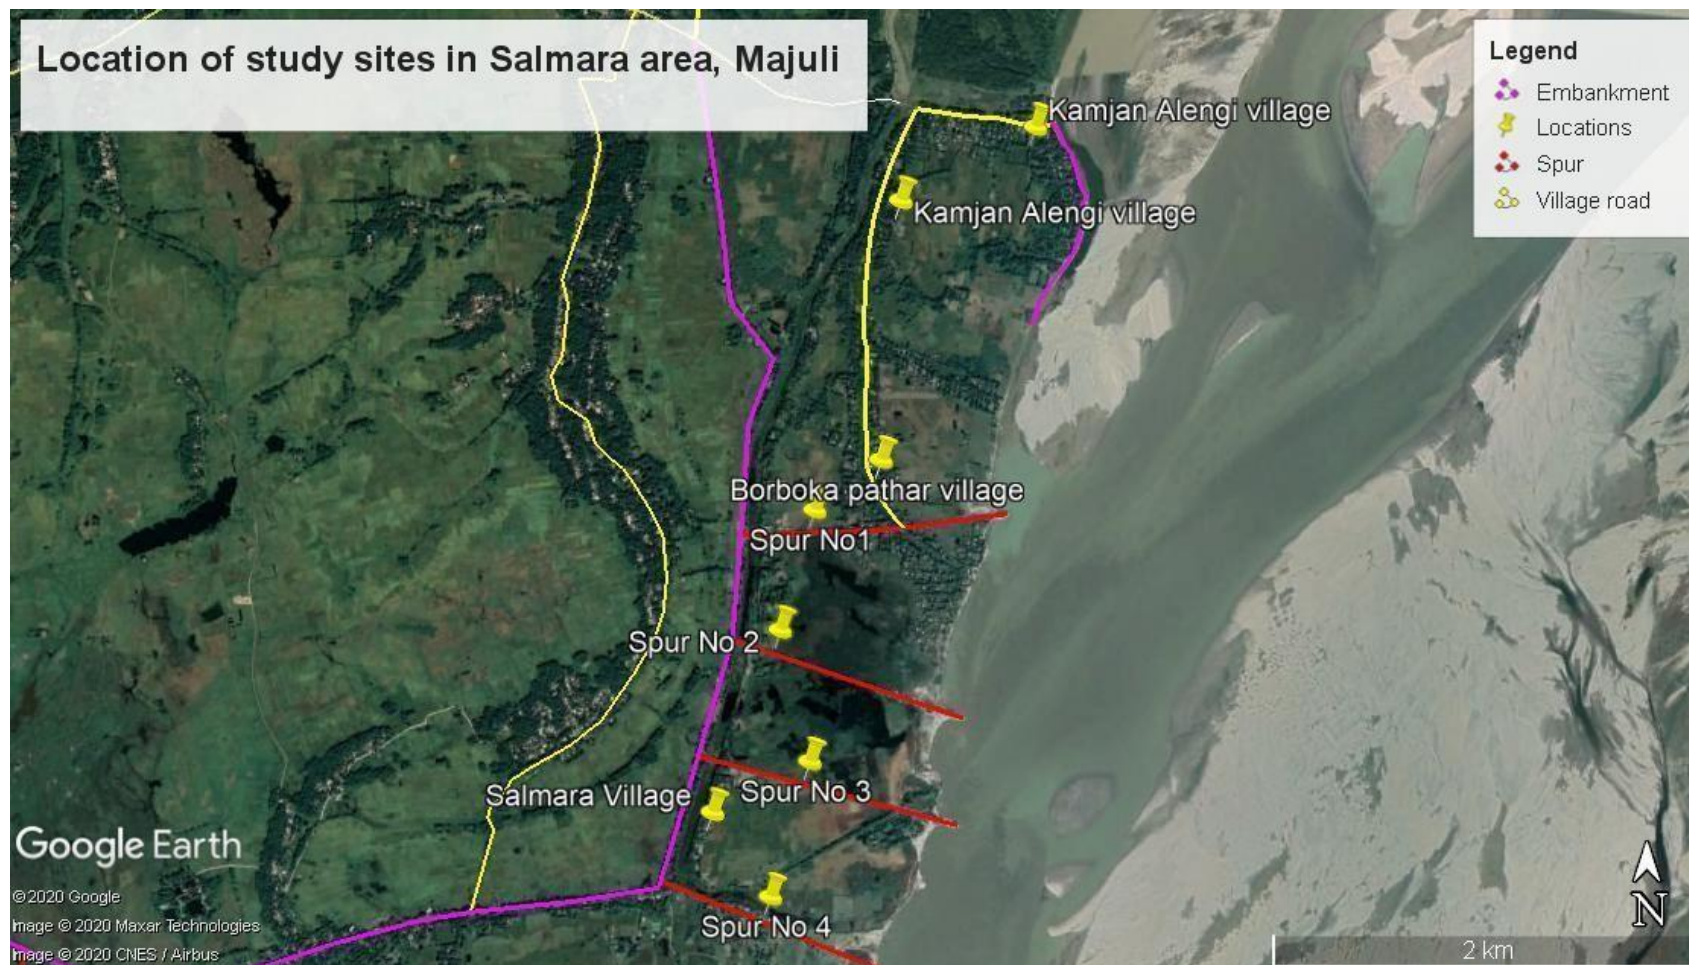 Location of study sites in Salmara area, Majuli
Legend
Embankment
Locations
Spur
Village road
Kamjan Alengi village
Kamjan Alengi village
Borboka pathar village
Spur No1
Spur No 2
Salmara Village
Spur No 3
Spur No 4
Google Earth
©2020 Google
Image © 2020 Maxar Technologies
Image © 2020 CNES / Airbus
N
2 km